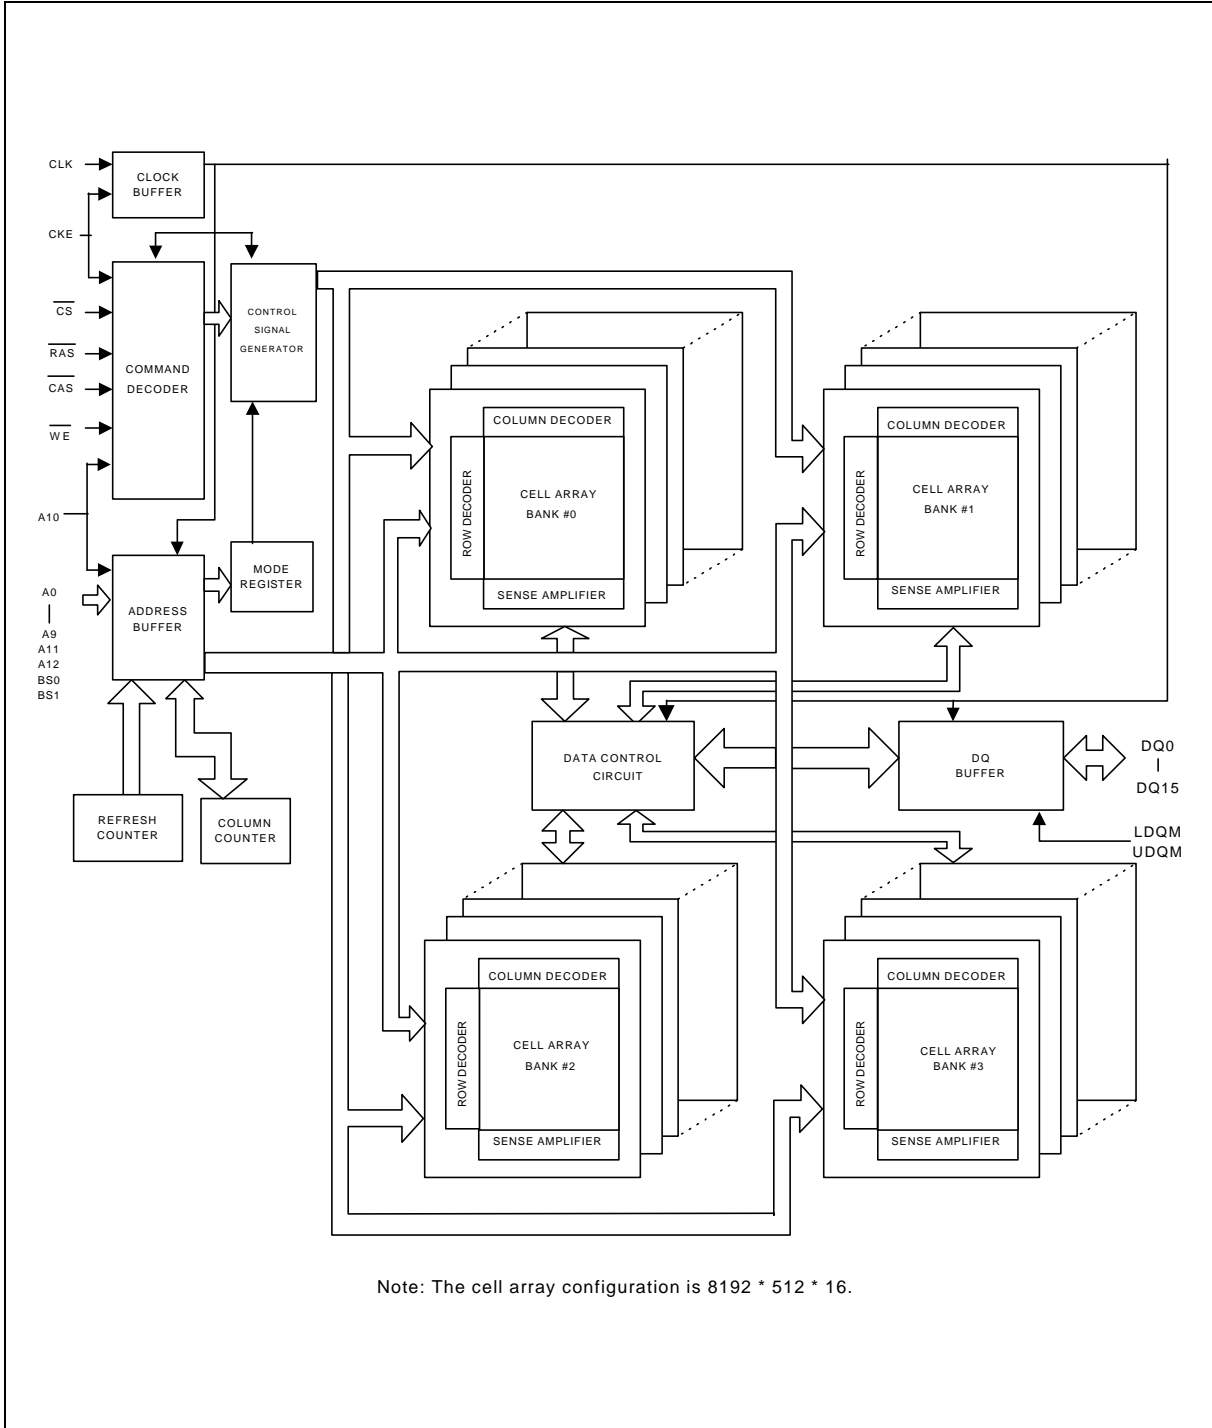 CLK
CLOCK
BUFFER
CKE
CS
RAS
CAS
WE
A10
COMMAND
DECODER
CONTROL
SIGNAL
GENERATOR
A0
A9
A11
A12
BS0
BS1
ADDRESS
BUFFER
MODE
REGISTER
REFRESH
COUNTER
COLUMN
COUNTER
COLUMN DECODER
ROW DECODER
CELL ARRAY
BANK #0
SENSE AMPLIFIER
COLUMN DECODER
ROW DECODER
CELL ARRAY
BANK #1
SENSE AMPLIFIER
DATA CONTROL
CIRCUIT
DQ
BUFFER
DQ0
DQ15
LDQM
UDQM
COLUMN DECODER
ROW DECODER
CELL ARRAY
BANK #2
SENSE AMPLIFIER
COLUMN DECODER
ROW DECODER
CELL ARRAY
BANK #3
SENSE AMPLIFIER
Note: The cell array configuration is 8192 * 512 * 16.